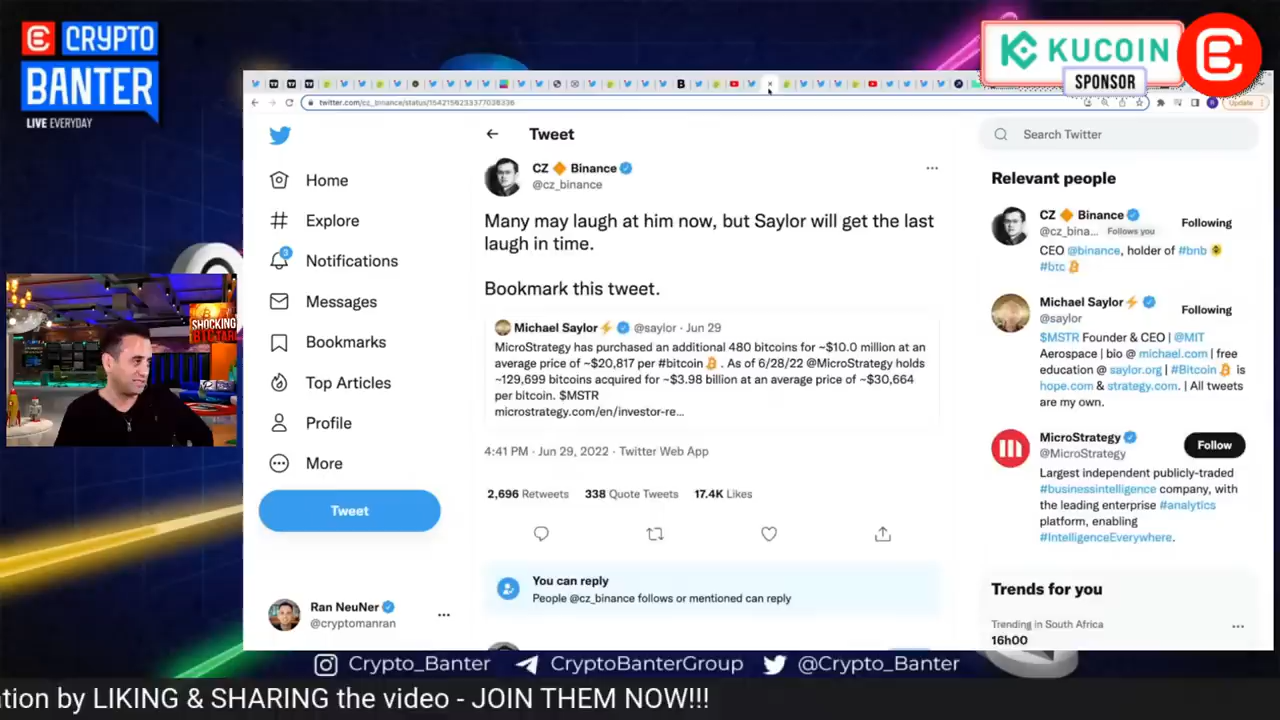 CRYPTO
BANTER
LIVE EVERYDAY
KUCOIN
SPONSOR
SHOCKING
twitter.com/cz_binance/status/1542156233377026336
Update
Home
Explore
3
Notifications
Messages
Bookmarks
Top Articles
Profile
More
Tweet
Ran NeuNer
@cryptomanran
Tweet
CZ 🔶 Binance
@cz_binance
Many may laugh at him now, but Saylor will get the last
laugh in time.
Bookmark this tweet.
Michael Saylor⚡ @saylor · Jun 29
MicroStrategy has purchased an additional 480 bitcoins for ~$10.0 million at an
average price of ~$20,817 per #bitcoin . As of 6/28/22 @MicroStrategy holds
~129,699 bitcoins acquired for ~$3.98 billion at an average price of ~$30,664
per bitcoin. $MSTR
microstrategy.com/en/investor-re...
4:41 PM · Jun 29, 2022 · Twitter Web App
2,696 Retweets 338 Quote Tweets 17.4K Likes
You can reply
People @cz_binance follows or mentioned can reply
Search Twitter
Relevant people
CZ 🔶 Binance
@cz_bina... Follows you
Following
CEO @binance, holder of #bnb
#btc
Michael Saylor⚡
@saylor
Following
$MSTR Founder & CEO | @MIT
Aerospace | bio @ michael.com | free
education @ saylor.org | #Bitcoin is
hope.com & strategy.com. | All tweets
are my own.
MicroStrategy
@MicroStrategy
Follow
Largest independent publicly-traded
#businessintelligence company, with
the leading enterprise #analytics
platform, enabling
#IntelligenceEverywhere.
Trends for you
Trending in South Africa
16h00
Crypto_Banter CryptoBanterGroup @Crypto_Banter
ation by LIKING & SHARING the video - JOIN THEM NOW!!!